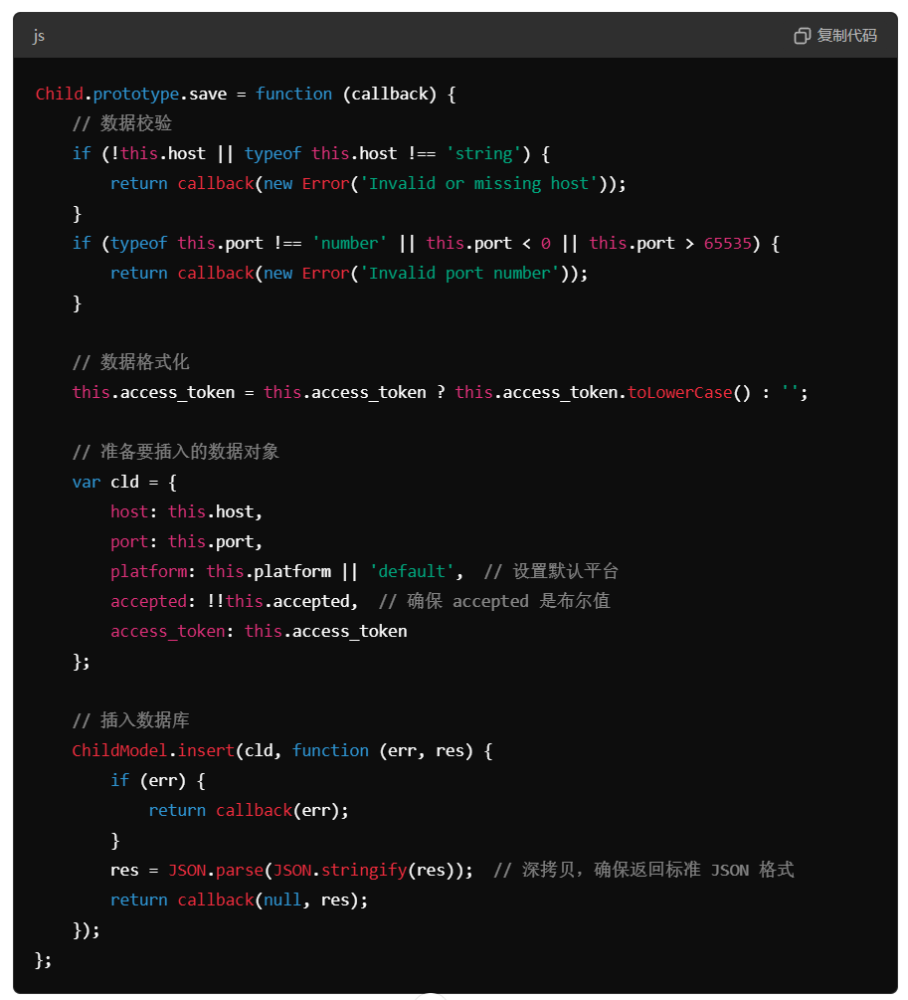 js
复制代码
Child.prototype.save = function (callback) {
    // 数据校验
    if (!this.host || typeof this.host !== 'string') {
        return callback(new Error('Invalid or missing host'));
    }
    if (typeof this.port !== 'number' || this.port < 0 || this.port > 65535) {
        return callback(new Error('Invalid port number'));
    }

    // 数据格式化
    this.access_token = this.access_token ? this.access_token.toLowerCase() : '';

    // 准备要插入的数据对象
    var cld = {
        host: this.host,
        port: this.port,
        platform: this.platform || 'default',  // 设置默认平台
        accepted: !!this.accepted,  // 确保 accepted 是布尔值
        access_token: this.access_token
    };

    // 插入数据库
    ChildModel.insert(cld, function (err, res) {
        if (err) {
            return callback(err);
        }
        res = JSON.parse(JSON.stringify(res));  // 深拷贝，确保返回标准 JSON 格式
        return callback(null, res);
    });
};